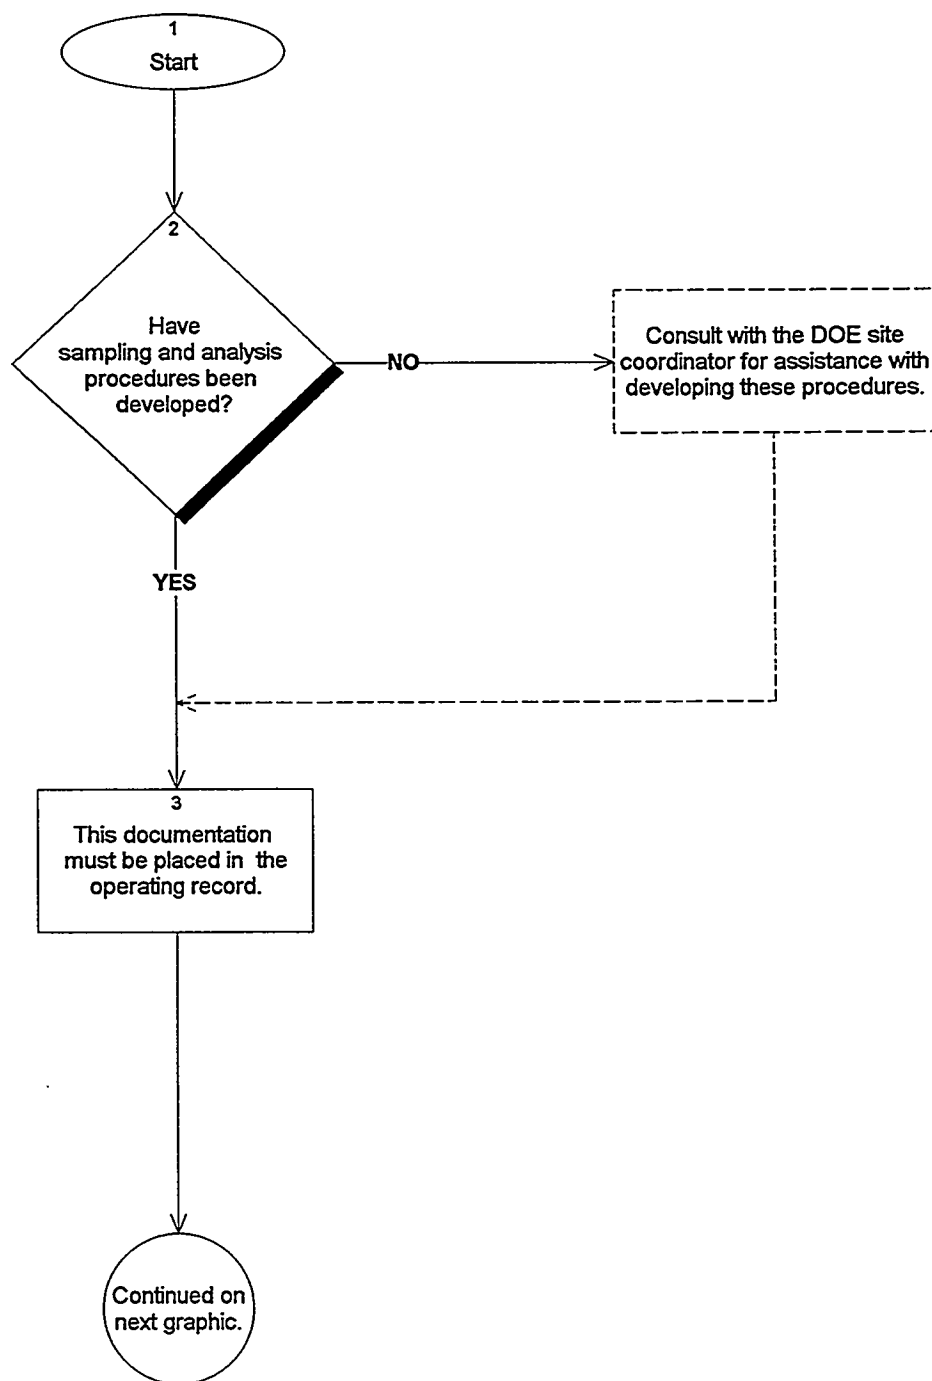 1
Start
2
Have
sampling and analysis
procedures been
developed?
NO
Consult with the DOE site
coordinator for assistance with
developing these procedures.
YES
3
This documentation
must be placed in the
operating record.
Continued on
next graphic.